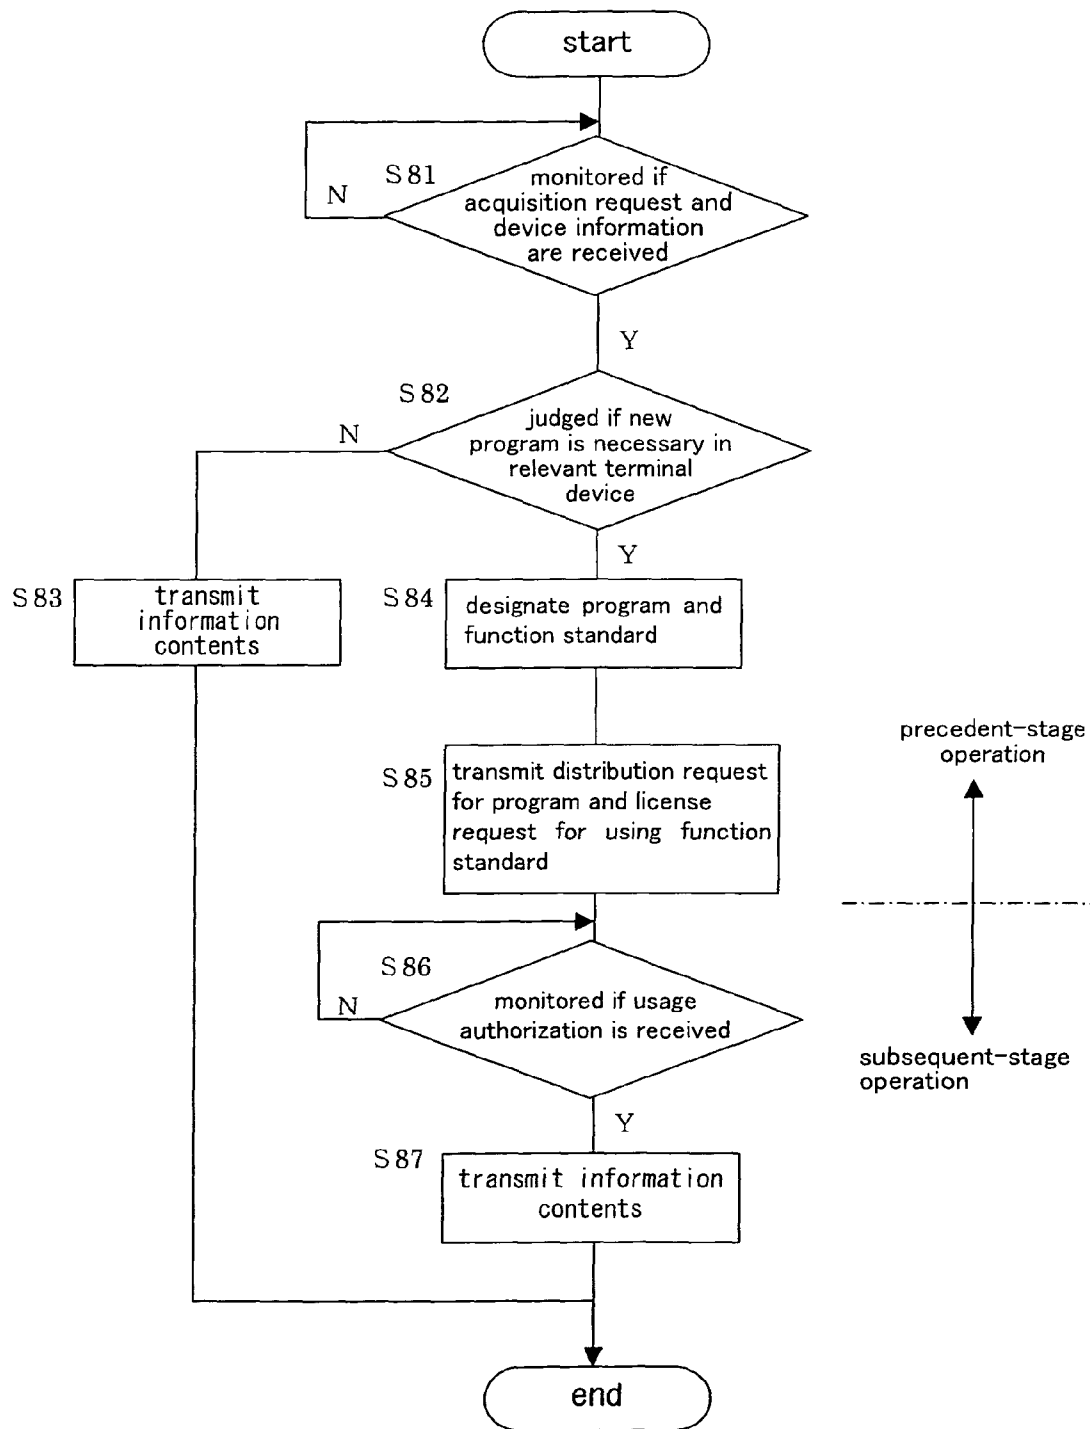 start
S81
monitored if
acquisition request and
device information
are received
N
Y
S82
judged if new
program is necessary in
relevant terminal
device
N
Y
S83
transmit
information
contents
S84
designate program and
function standard
S85
transmit distribution request
for program and license
request for using function
standard
precedent-stage
operation
S86
monitored if usage
authorization is received
N
subsequent-stage
operation
Y
S87
transmit information
contents
end